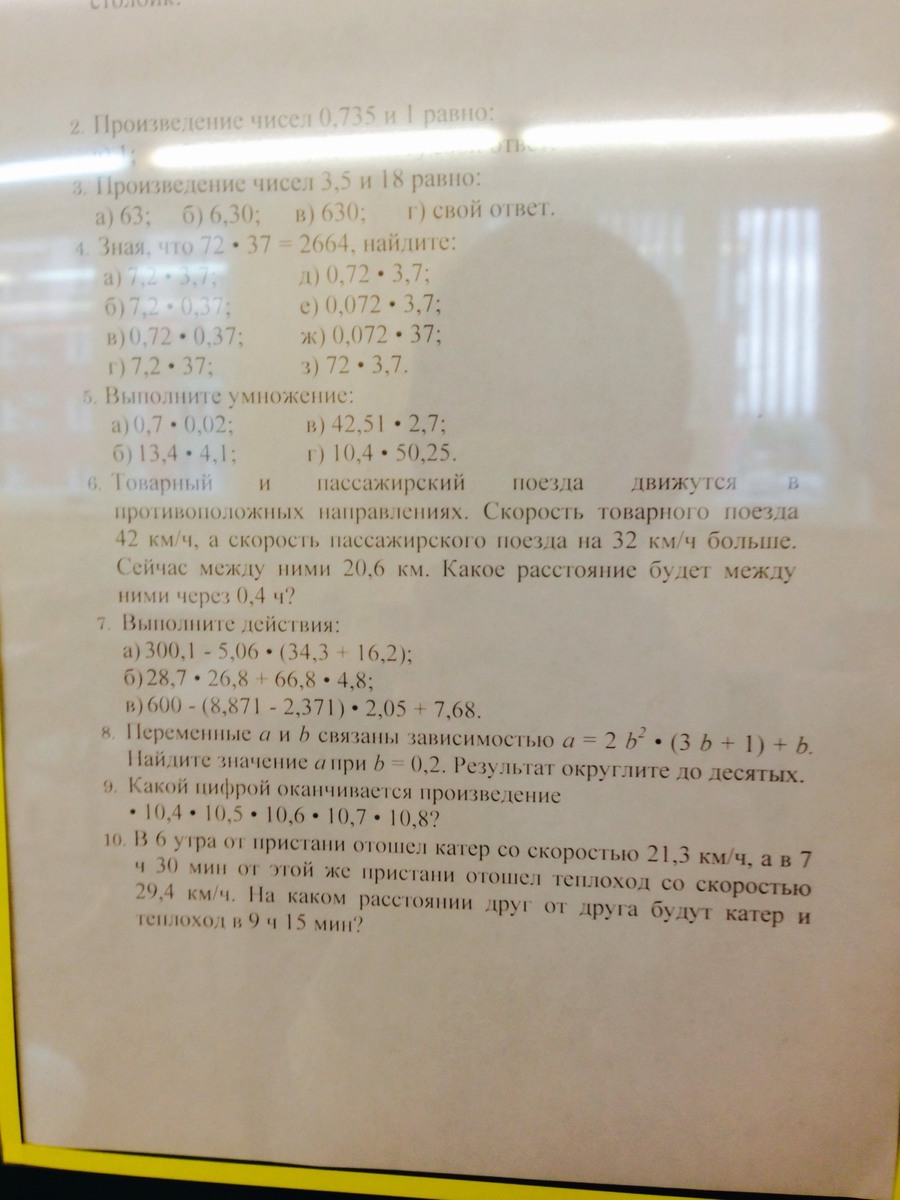 столбик.
2. Произведение чисел 0,735 и 1 равно:
1;
3. Произведение чисел 3,5 и 18 равно:
а) 63; б) 6,30; в) 630; г) свой ответ.
4. Зная, что 72 • 37 = 2664, найдите:
а) 7,2 • 3,7; д) 0,72 • 3,7;
б) 7,2 • 0,37; е) 0,072 • 3,7;
в) 0,72 • 0,37; ж) 0,072 • 37;
г) 7,2 • 37; з) 72 • 3,7.
5. Выполните умножение:
а) 0,7 • 0,02; в) 42,51 • 2,7;
б) 13,4 • 4,1; г) 10,4 • 50,25.
6. Товарный и пассажирский поезда движутся в
противоположных направлениях. Скорость товарного поезда
42 км/ч, а скорость пассажирского поезда на 32 км/ч больше.
Сейчас между ними 20,6 км. Какое расстояние будет между
ними через 0,4 ч?
7. Выполните действия:
а) 300,1 - 5,06 • (34,3 + 16,2);
б) 28,7 • 26,8 + 66,8 • 4,8;
в) 600 - (8,871 - 2,371) • 2,05 + 7,68.
8. Переменные a и b связаны зависимостью a = 2 b² • (3 b + 1) + b.
Найдите значение a при b = 0,2. Результат округлите до десятых.
9. Какой цифрой оканчивается произведение
• 10,4 • 10,5 • 10,6 • 10,7 • 10,8?
10. В 6 утра от пристани отошел катер со скоростью 21,3 км/ч, а в 7
ч 30 мин от этой же пристани отошел теплоход со скоростью
29,4 км/ч. На каком расстоянии друг от друга будут катер и
теплоход в 9 ч 15 мин?